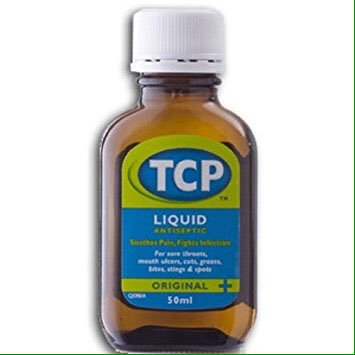 TCP
TM
LIQUID
ANTISEPTIC
Soothes Pain, Fights Infection
For sore throats,
mouth ulcers, cuts, grazes,
bites, stings & spots
ORIGINAL +
50ml